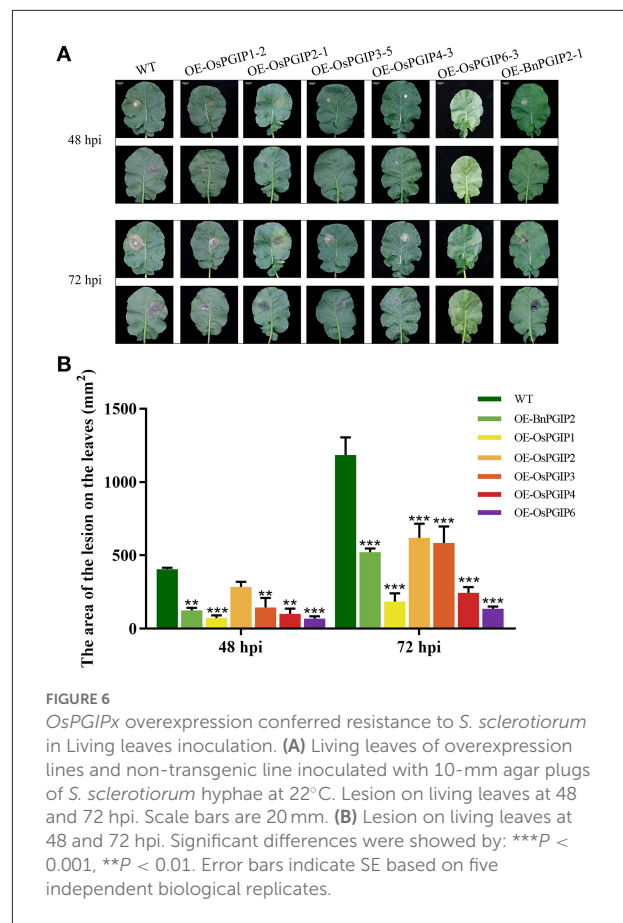 A
WT
OE-OsPGIP1-2
OE-OsPGIP2-1
OE-OsPGIP3-5
OE-OsPGIP4-3
OE-OsPGIP6-3
OE-BnPGIP2-1
48 hpi
72 hpi
B
The area of the lesion on the leaves (mm²)
1500
1000
500
0
WT
OE-BnPGIP2
OE-OsPGIP1
OE-OsPGIP2
OE-OsPGIP3
OE-OsPGIP4
OE-OsPGIP6
** *** ** ** ***
*** *** *** *** *** ***
48 hpi 72 hpi
FIGURE 6
OsPGIPx overexpression conferred resistance to S. sclerotiorum
in Living leaves inoculation. (A) Living leaves of overexpression
lines and non-transgenic line inoculated with 10-mm agar plugs
of S. sclerotiorum hyphae at 22°C. Lesion on living leaves at 48
and 72 hpi. Scale bars are 20 mm. (B) Lesion on living leaves at
48 and 72 hpi. Significant differences were showed by: ***P <
0.001, **P < 0.01. Error bars indicate SE based on five
independent biological replicates.